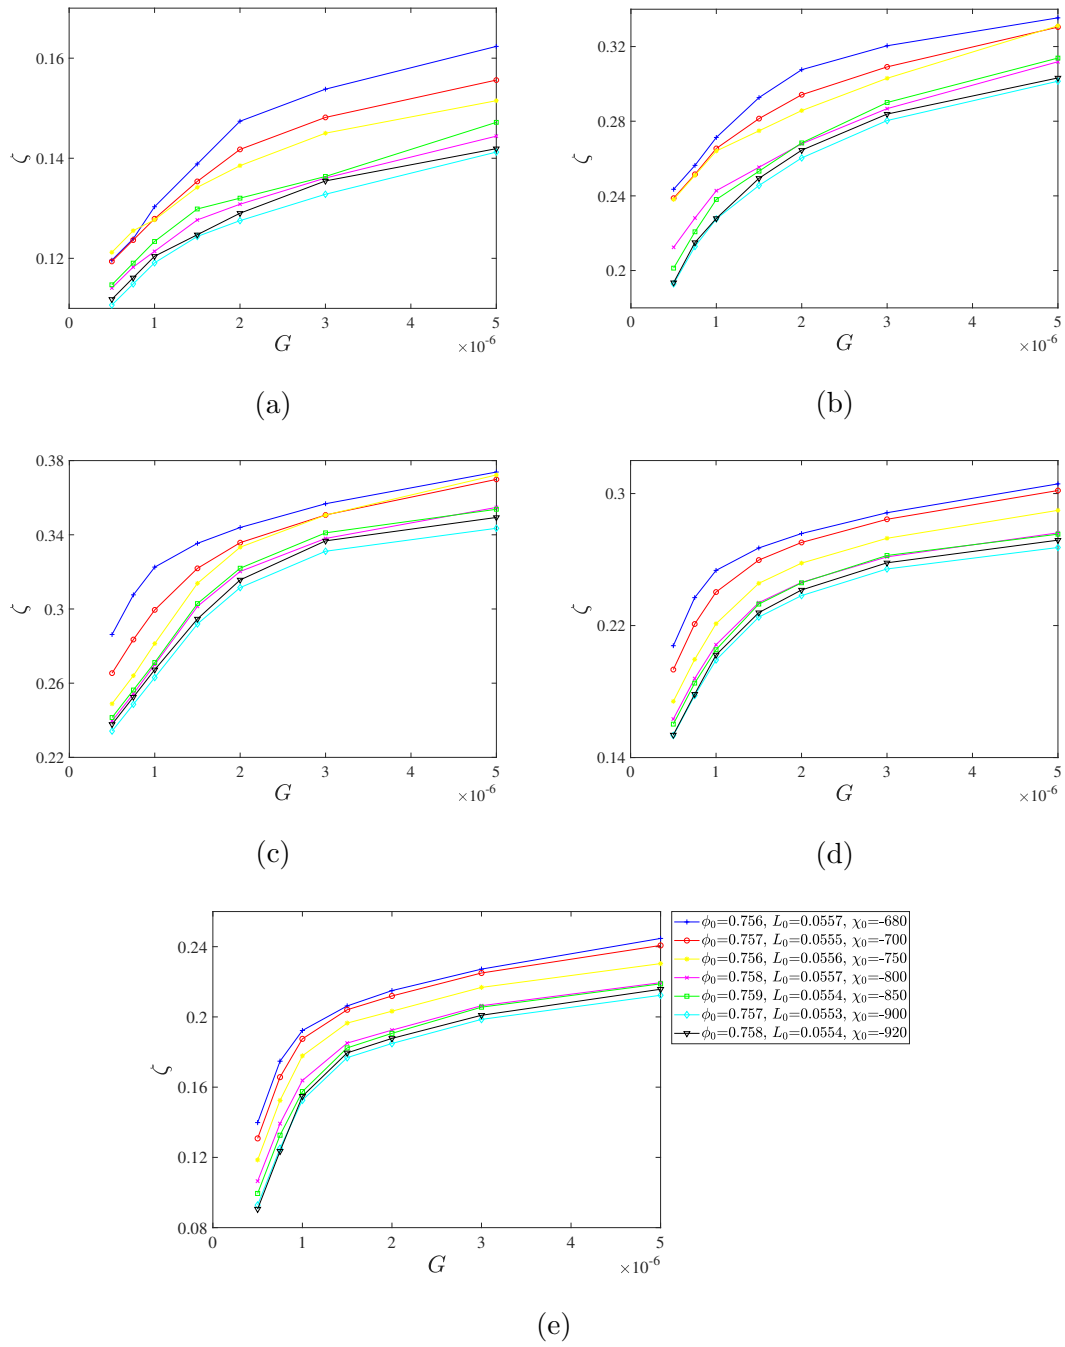 0.16
0.14
0.12
ζ
0 1 2 3 4 5
G
×10⁻⁶
(a)
0.32
0.28
0.24
0.2
ζ
0 1 2 3 4 5
G
×10⁻⁶
(b)
0.38
0.34
0.3
0.26
0.22
ζ
0 1 2 3 4 5
G
×10⁻⁶
(c)
0.3
0.22
0.14
ζ
0 1 2 3 4 5
G
×10⁻⁶
(d)
0.24
0.2
0.16
0.12
0.08
ζ
0 1 2 3 4 5
G
×10⁻⁶
ϕ₀=0.756, L₀=0.0557, χ₀=-680
ϕ₀=0.757, L₀=0.0555, χ₀=-700
ϕ₀=0.756, L₀=0.0556, χ₀=-750
ϕ₀=0.758, L₀=0.0557, χ₀=-800
ϕ₀=0.759, L₀=0.0554, χ₀=-850
ϕ₀=0.757, L₀=0.0553, χ₀=-900
ϕ₀=0.758, L₀=0.0554, χ₀=-920
(e)